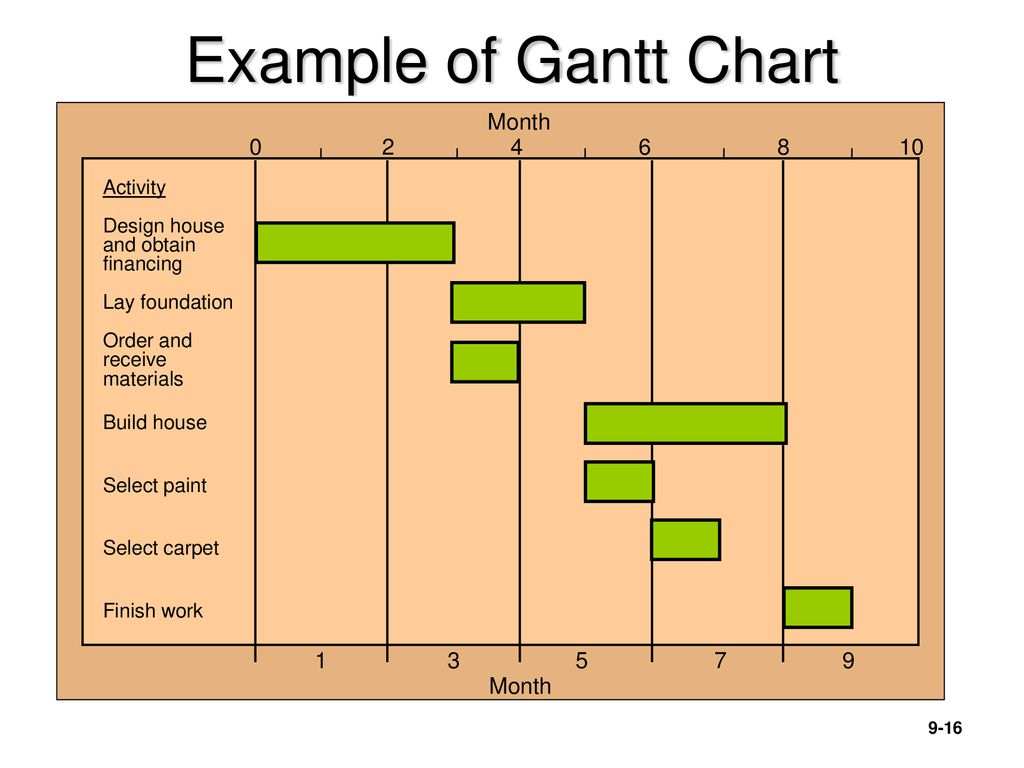 Example of Gantt Chart
Month
0 2 4 6 8 10
Activity
Design house
and obtain
financing
Lay foundation
Order and
receive
materials
Build house
Select paint
Select carpet
Finish work
1 3 5 7 9
Month
9-16